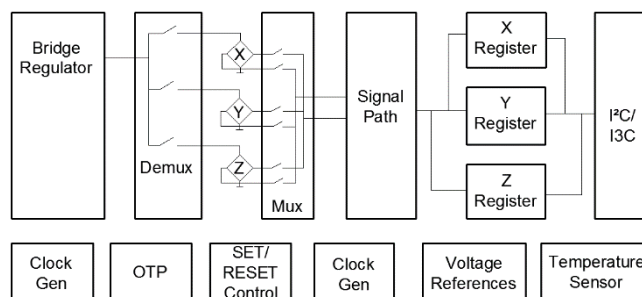 Bridge
Regulator
Demux
X
Y
Z
Mux
Signal
Path
X
Register
Y
Register
Z
Register
I²C/
I3C
Clock
Gen
OTP
SET/
RESET
Control
Clock
Gen
Voltage
References
Temperature
Sensor